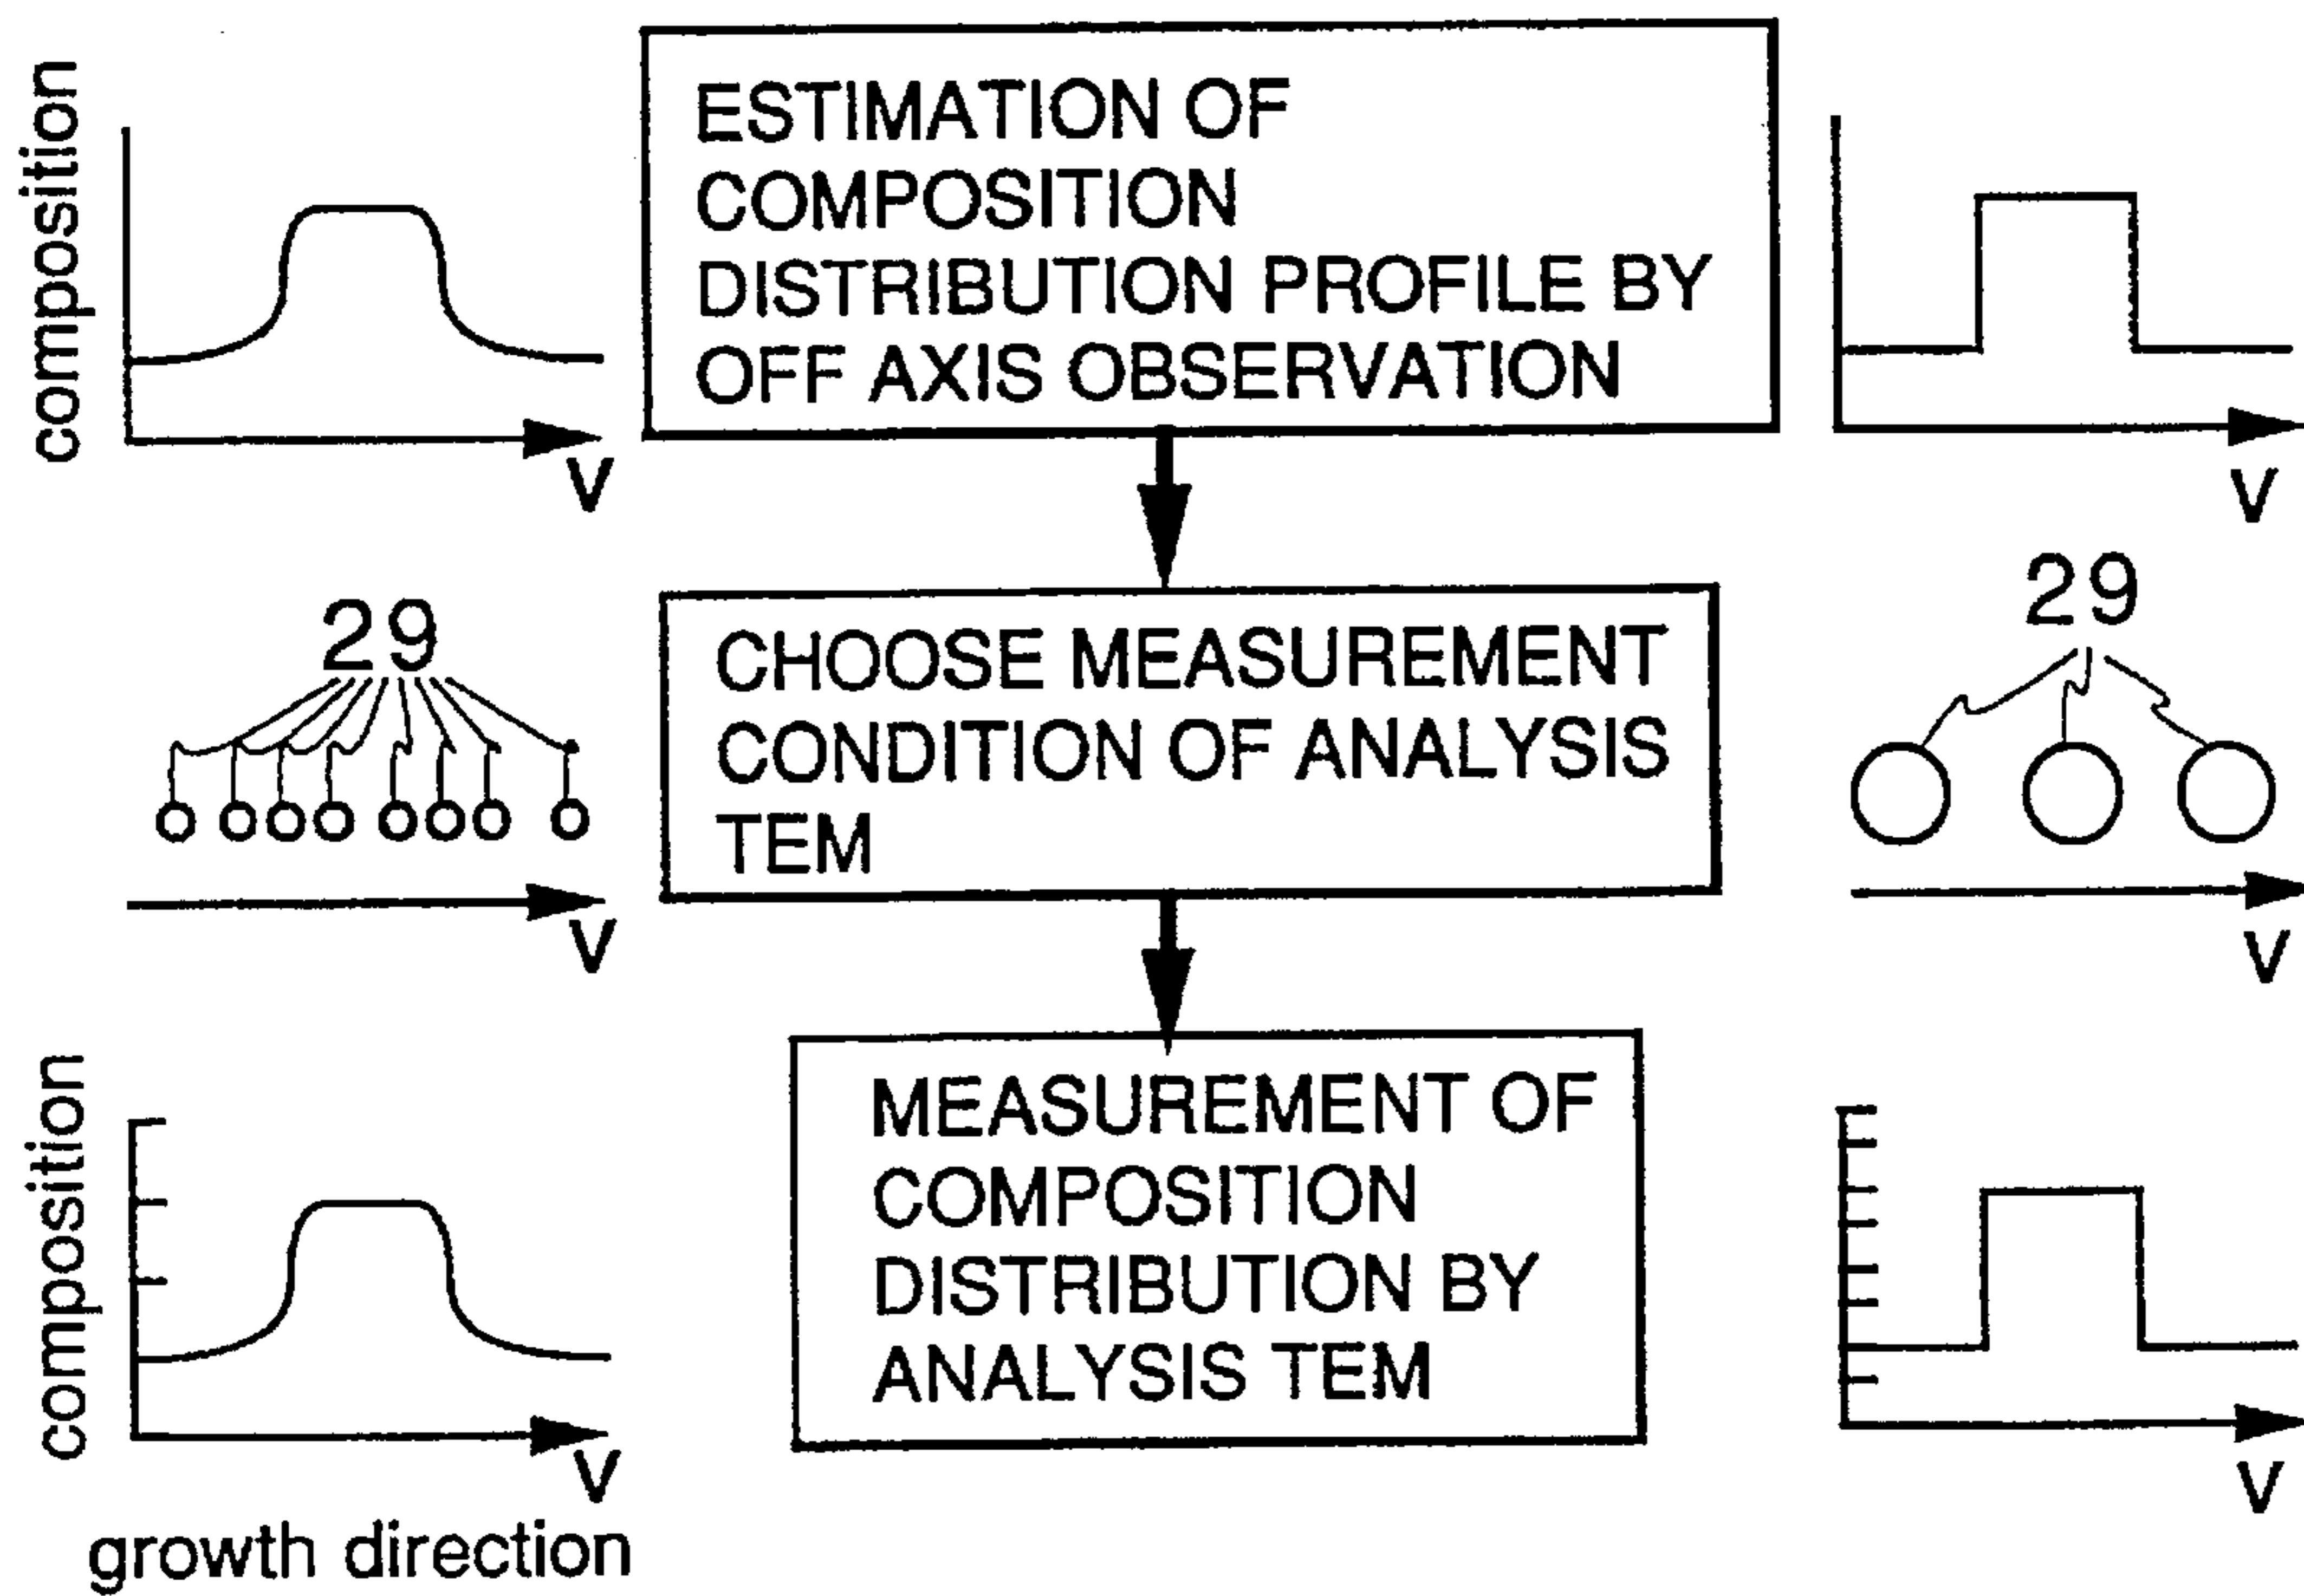 composition
ESTIMATION OF
COMPOSITION
DISTRIBUTION PROFILE BY
OFF AXIS OBSERVATION
V
V
29
CHOOSE MEASUREMENT
CONDITION OF ANALYSIS
TEM
29
V
V
composition
MEASUREMENT OF
COMPOSITION
DISTRIBUTION BY
ANALYSIS TEM
V
V
growth direction